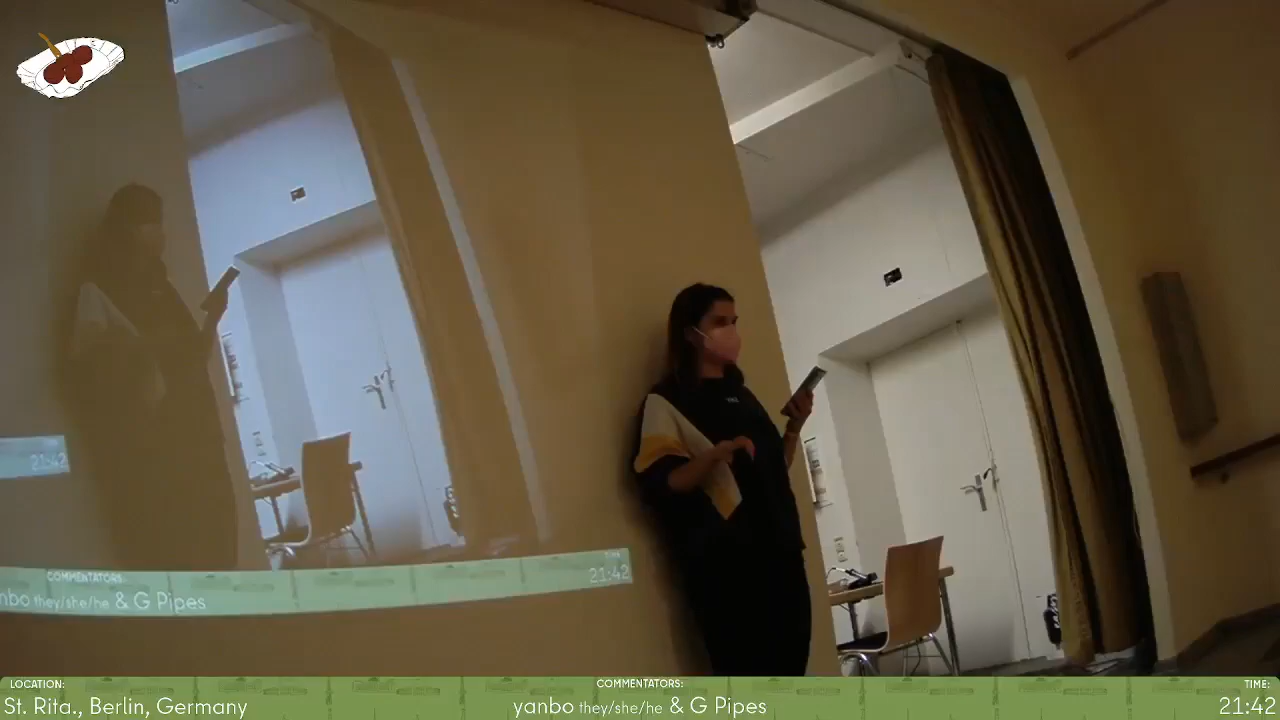 21:42
COMMENTATORS:
TIME:
21:42
nbo they/she/he & G Pipes
LOCATION:
COMMENTATORS:
TIME:
St. Rita., Berlin, Germany
yanbo they/she/he & G Pipes
21:42